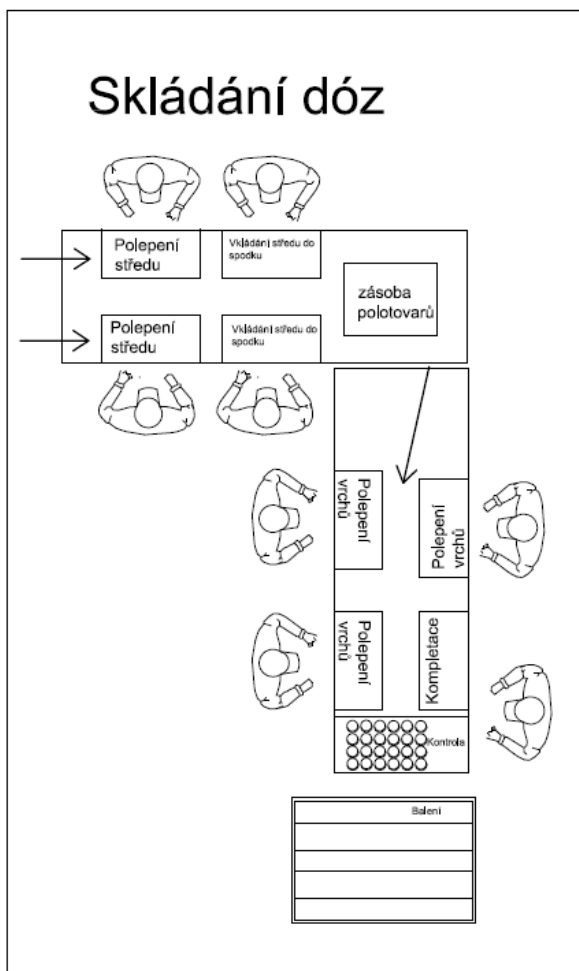 Skládání dóz
Polepení
středu
Vkládání středu do
spodku
zásoba
polotovarů
Polepení
středu
Vkládání středu do
spodku
Polepení
vrchů
Polepení
vrchů
Polepení
vrchů
Kompletace
Kontrola
Balení